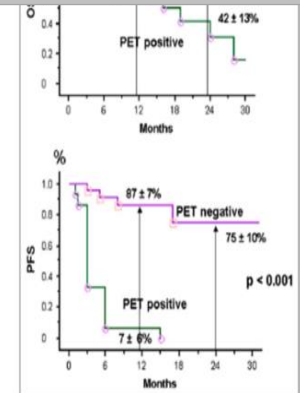 OS
0.4
42 ± 13%
0.2
PET positive
0
0 6 12 18 24 30
Months
%
1.0
87 ± 7%
0.8
PET negative
75 ± 10%
0.6
PFS
p < 0.001
0.4
0.2
PET positive
0
7 ± 6%
0 6 12 18 24 30
Months